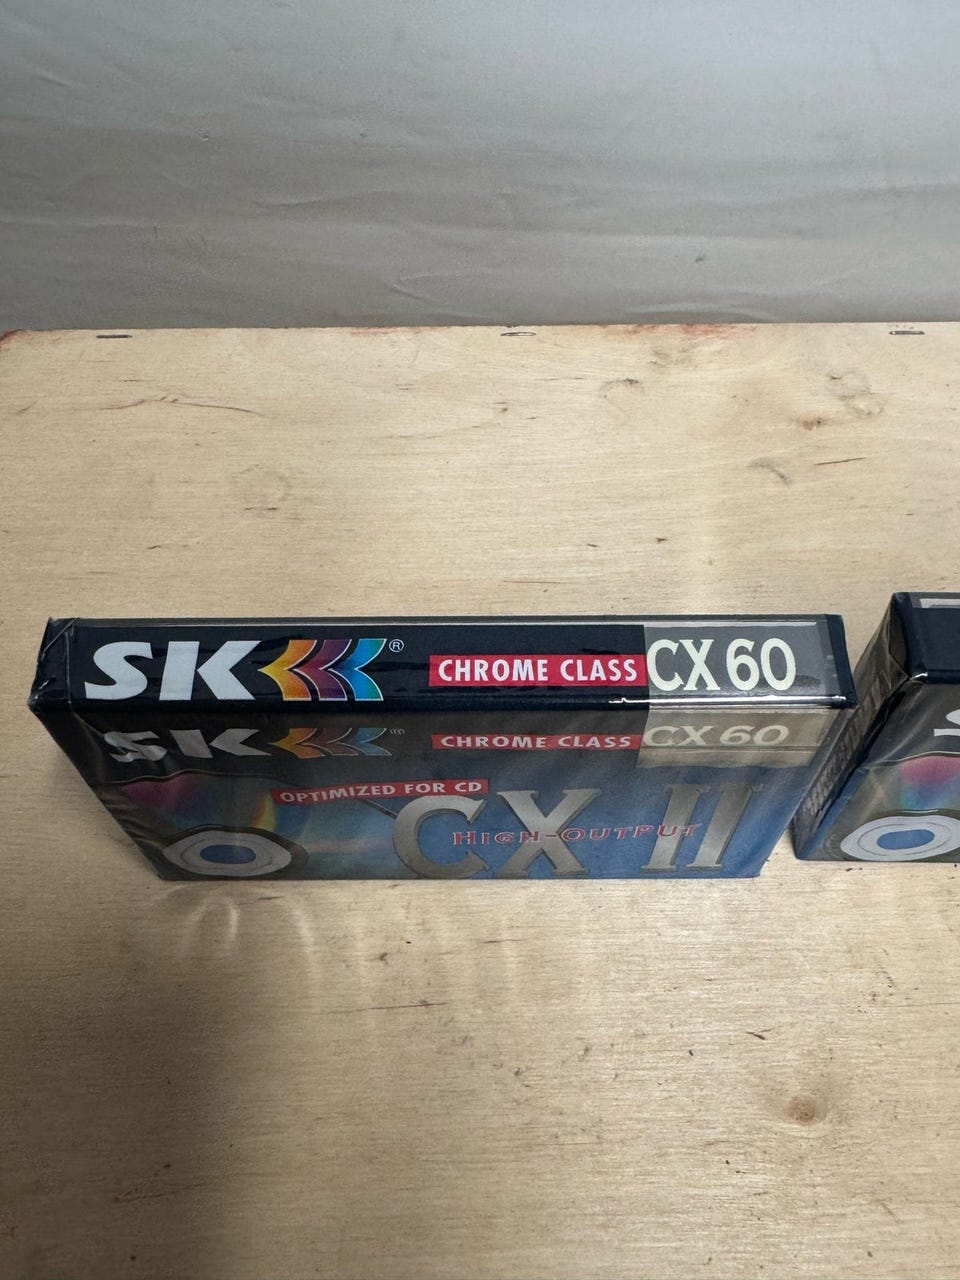 SK ® CHROME CLASS CX 60
SK ® CHROME CLASS CX 60
OPTIMIZED FOR CD
CX II
HIGH-OUTPUT